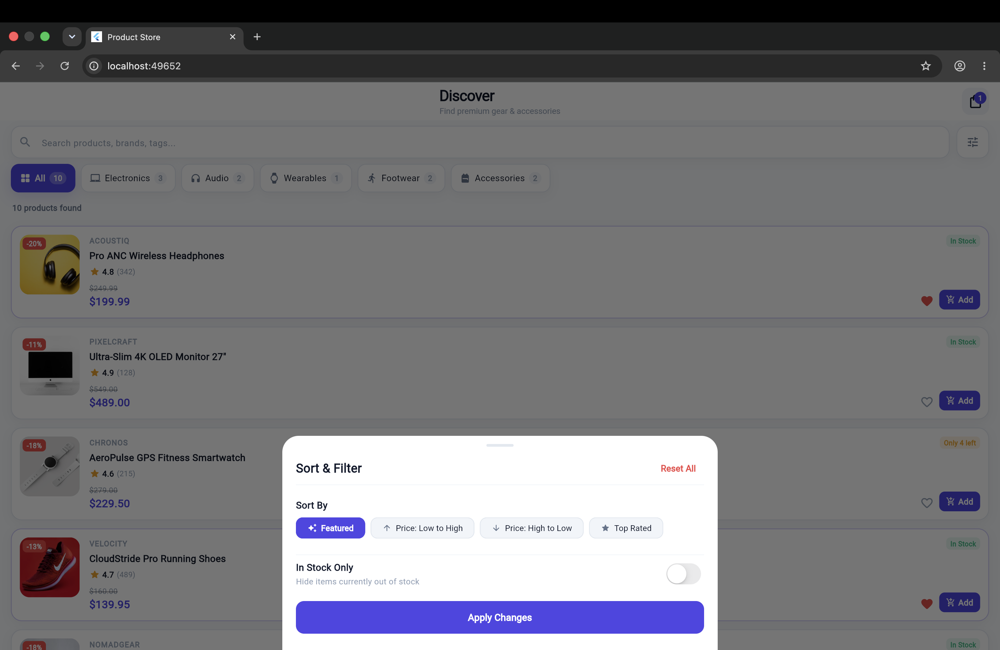 Product Store
localhost:49652
Discover
Find premium gear & accessories
1
Search products, brands, tags...
All 10
Electronics 3
Audio 2
Wearables 1
Footwear 2
Accessories 2
10 products found
-20%
ACOUSTIQ
In Stock
Pro ANC Wireless Headphones
4.8 (342)
$249.99
$199.99
Add
-11%
PIXELCRAFT
In Stock
Ultra-Slim 4K OLED Monitor 27"
4.9 (128)
$549.00
$489.00
Add
-18%
CHRONOS
Only 4 left
AeroPulse GPS Fitness Smartwatch
4.6 (215)
$279.00
$229.50
Add
-13%
VELOCITY
In Stock
CloudStride Pro Running Shoes
4.7 (489)
$160.00
$139.95
Add
-18%
NOMADGEAR
In Stock
Sort & Filter
Reset All
Sort By
Featured
Price: Low to High
Price: High to Low
Top Rated
In Stock Only
Hide items currently out of stock
Apply Changes